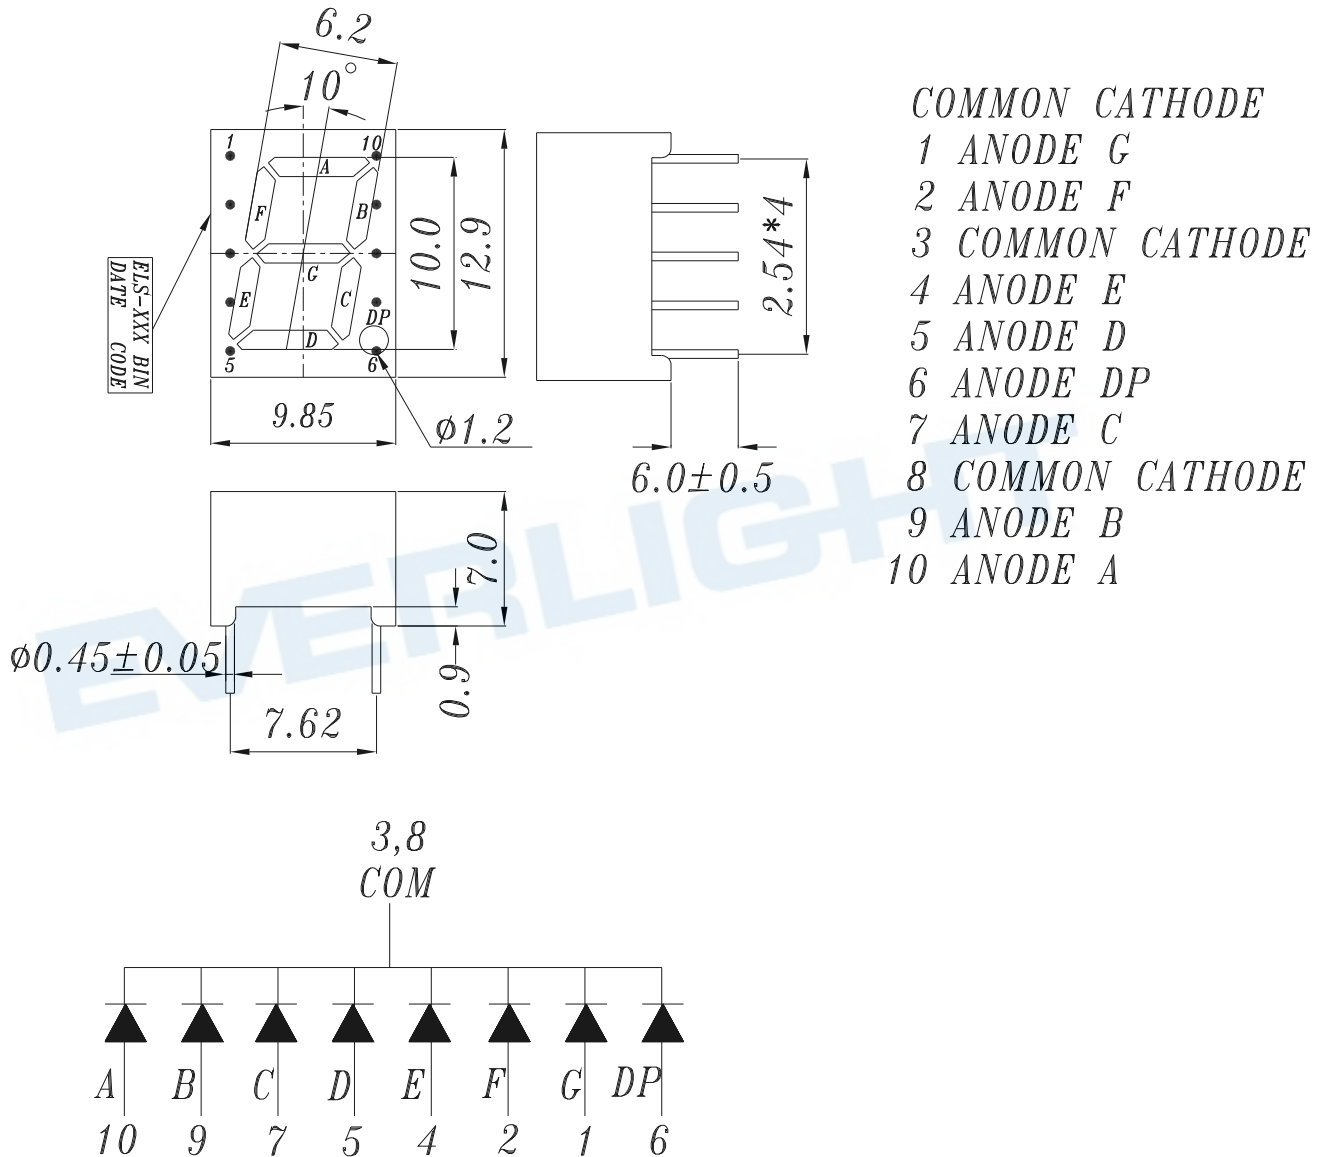 6.2
10°
1
10
A
F
B
G
E
C
DP
D
5
6
10.0
12.9
ELS-XXX BIN
DATE CODE
9.85
ϕ1.2
2.54*4
6.0±0.5
COMMON CATHODE
1 ANODE G
2 ANODE F
3 COMMON CATHODE
4 ANODE E
5 ANODE D
6 ANODE DP
7 ANODE C
8 COMMON CATHODE
9 ANODE B
10 ANODE A
EVERLIGHT
7.0
ϕ0.45±0.05
0.9
7.62
3,8
COM
A B C D E F G DP
10 9 7 5 4 2 1 6